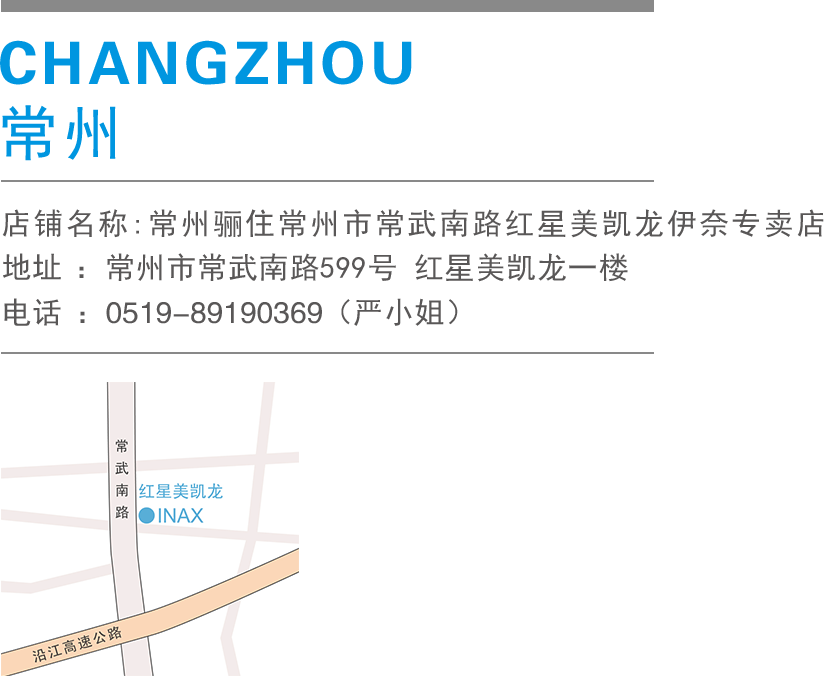 CHANGZHOU
常州
店铺名称:常州骊住常州市常武南路红星美凯龙伊奈专卖店
地址 : 常州市常武南路599号 红星美凯龙一楼
电话 : 0519-89190369（严小姐）
常武南路
红星美凯龙
INAX
沿江高速公路